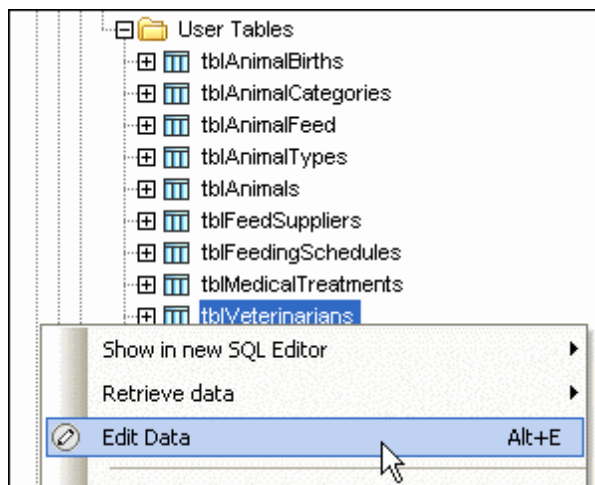 User Tables
tblAnimalBirths
tblAnimalCategories
tblAnimalFeed
tblAnimalTypes
tblAnimals
tblFeedSuppliers
tblFeedingSchedules
tblMedicalTreatments
tblVeterinarians
Show in new SQL Editor
Retrieve data
Edit Data Alt+E